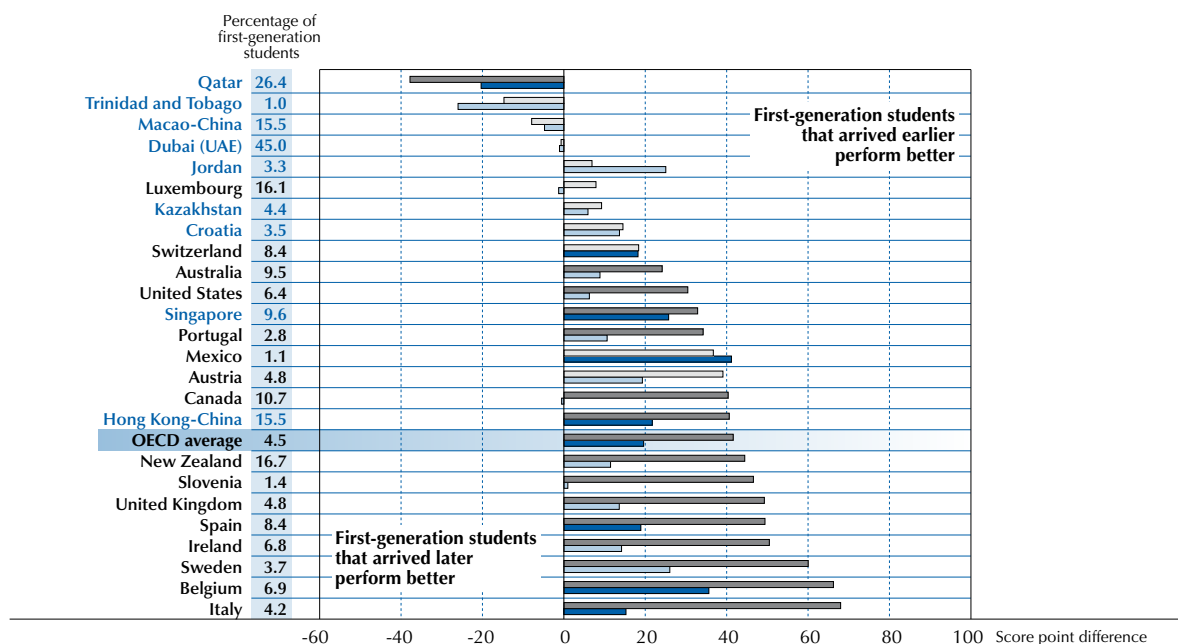 Percentage of
first-generation
students
Qatar 26.4
Trinidad and Tobago 1.0
Macao-China 15.5
Dubai (UAE) 45.0
Jordan 3.3
Luxembourg 16.1
Kazakhstan 4.4
Croatia 3.5
Switzerland 8.4
Australia 9.5
United States 6.4
Singapore 9.6
Portugal 2.8
Mexico 1.1
Austria 4.8
Canada 10.7
Hong Kong-China 15.5
OECD average 4.5
New Zealand 16.7
Slovenia 1.4
United Kingdom 4.8
Spain 8.4
Ireland 6.8
Sweden 3.7
Belgium 6.9
Italy 4.2
First-generation students
that arrived earlier
perform better
First-generation students
that arrived later
perform better
-60 -40 -20 0 20 40 60 80 100 Score point difference